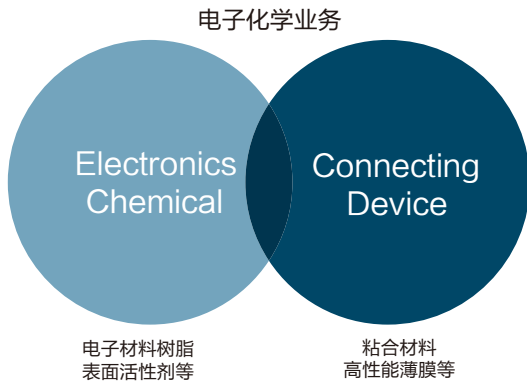 电子化学业务
Electronics
Chemical
Connecting
Device
电子材料树脂
表面活性剂等
粘合材料
高性能薄膜等